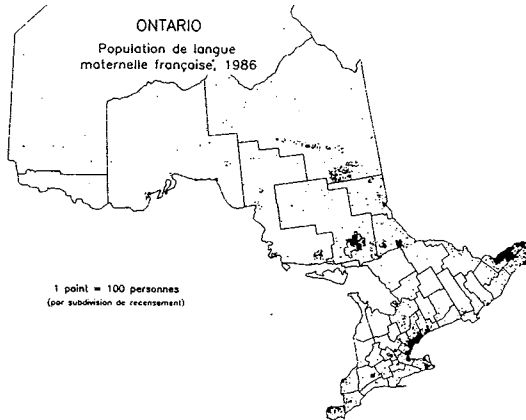 ONTARIO
Population de langue
maternelle française*, 1986
1 point = 100 personnes
(par subdivision de recensement)